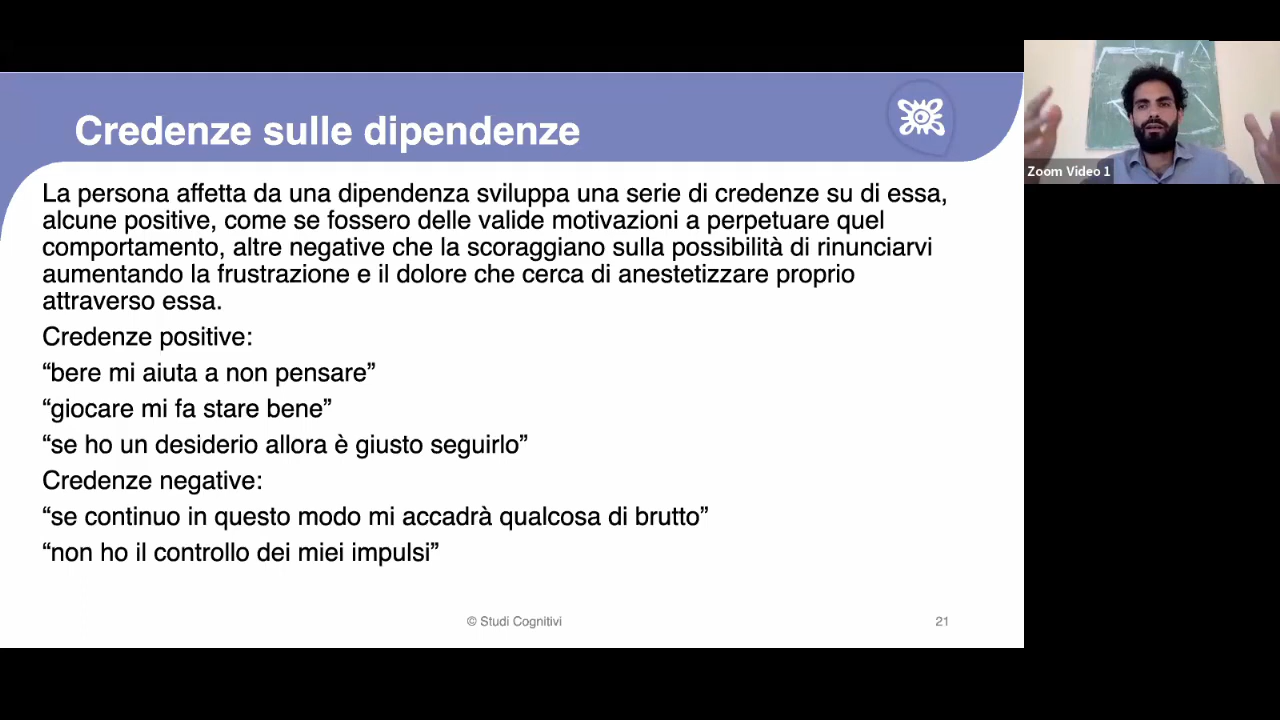 Credenze sulle dipendenze
La persona affetta da una dipendenza sviluppa una serie di credenze su di essa,
alcune positive, come se fossero delle valide motivazioni a perpetuare quel
comportamento, altre negative che la scoraggiano sulla possibilità di rinunciarvi
aumentando la frustrazione e il dolore che cerca di anestetizzare proprio
attraverso essa.
Credenze positive:
“bere mi aiuta a non pensare”
“giocare mi fa stare bene”
“se ho un desiderio allora è giusto seguirlo”
Credenze negative:
“se continuo in questo modo mi accadrà qualcosa di brutto”
“non ho il controllo dei miei impulsi”
© Studi Cognitivi
21
Zoom Video 1